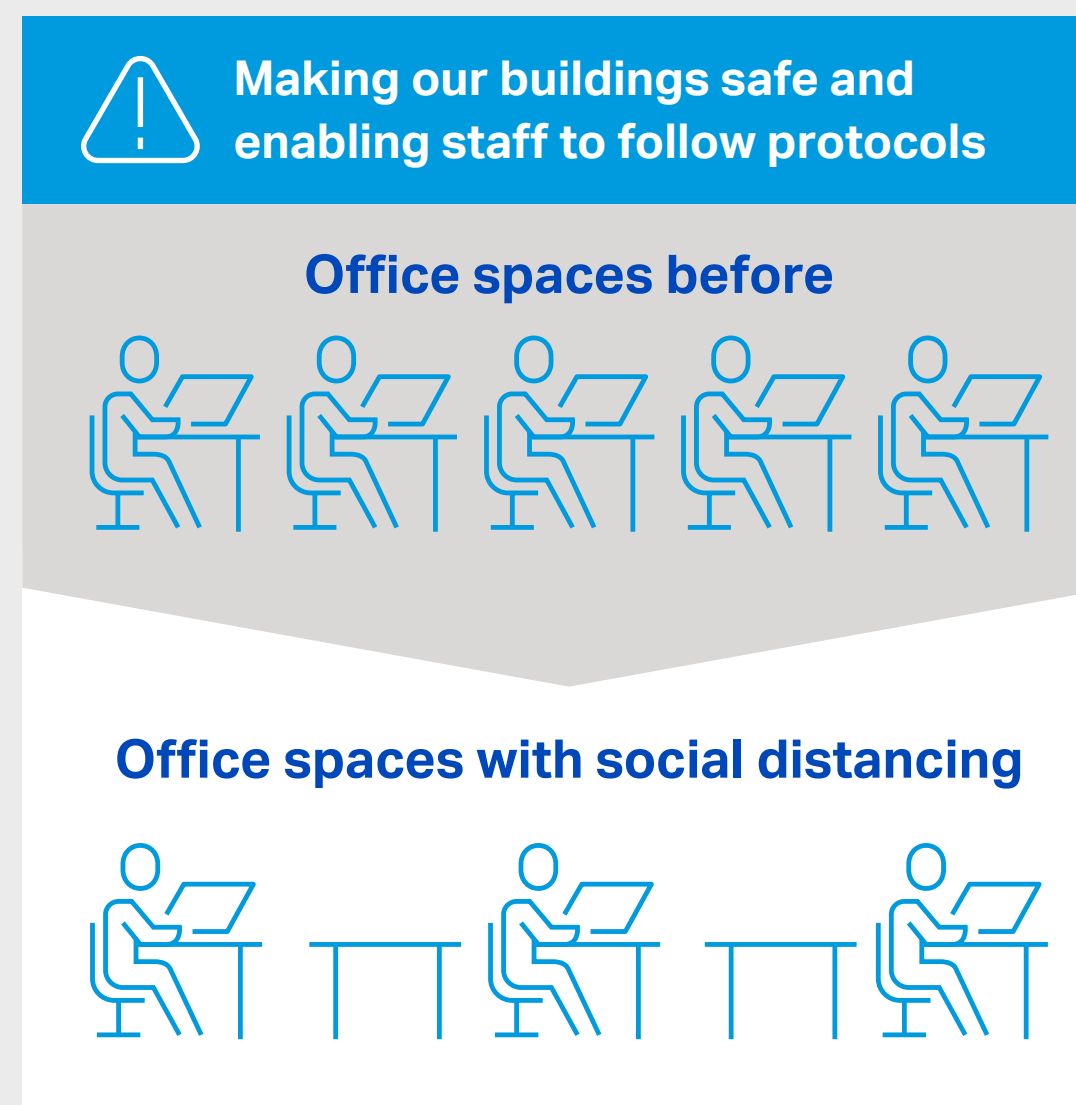 Making our buildings safe and
enabling staff to follow protocols
Office spaces before
Office spaces with social distancing